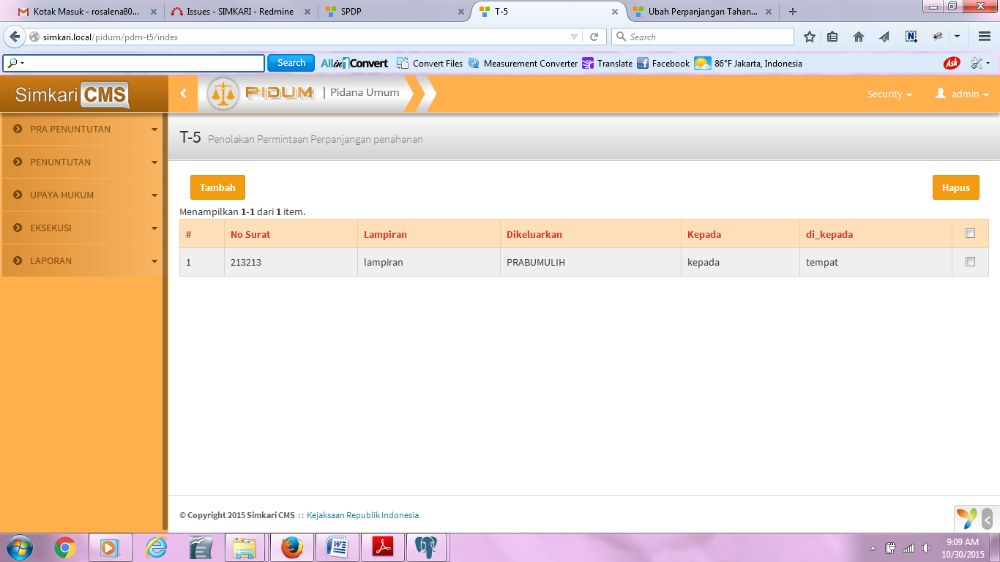 Kotak Masuk - rosalena80...
Issues - SIMKARI - Redmine
SPDP
T-5
Ubah Perpanjangan Tahan...
simkari.local/pidum/pdm-t5/index
Search
Search
All in 1 Convert
Convert Files
Measurement Converter
Translate
Facebook
86°F Jakarta, Indonesia
Ask
Simkari CMS
PIDUM | Pidana Umum
Security
admin
PRA PENUNTUTAN
PENUNTUTAN
UPAYA HUKUM
EKSEKUSI
LAPORAN
T-5 Penolakan Permintaan Perpanjangan penahanan
Tambah
Hapus
Menampilkan 1-1 dari 1 item.
# No Surat Lampiran Dikeluarkan Kepada di_kepada
1 213213 lampiran PRABUMULIH kepada tempat
© Copyright 2015 Simkari CMS :: Kejaksaan Republik Indonesia
9:09 AM
10/30/2015